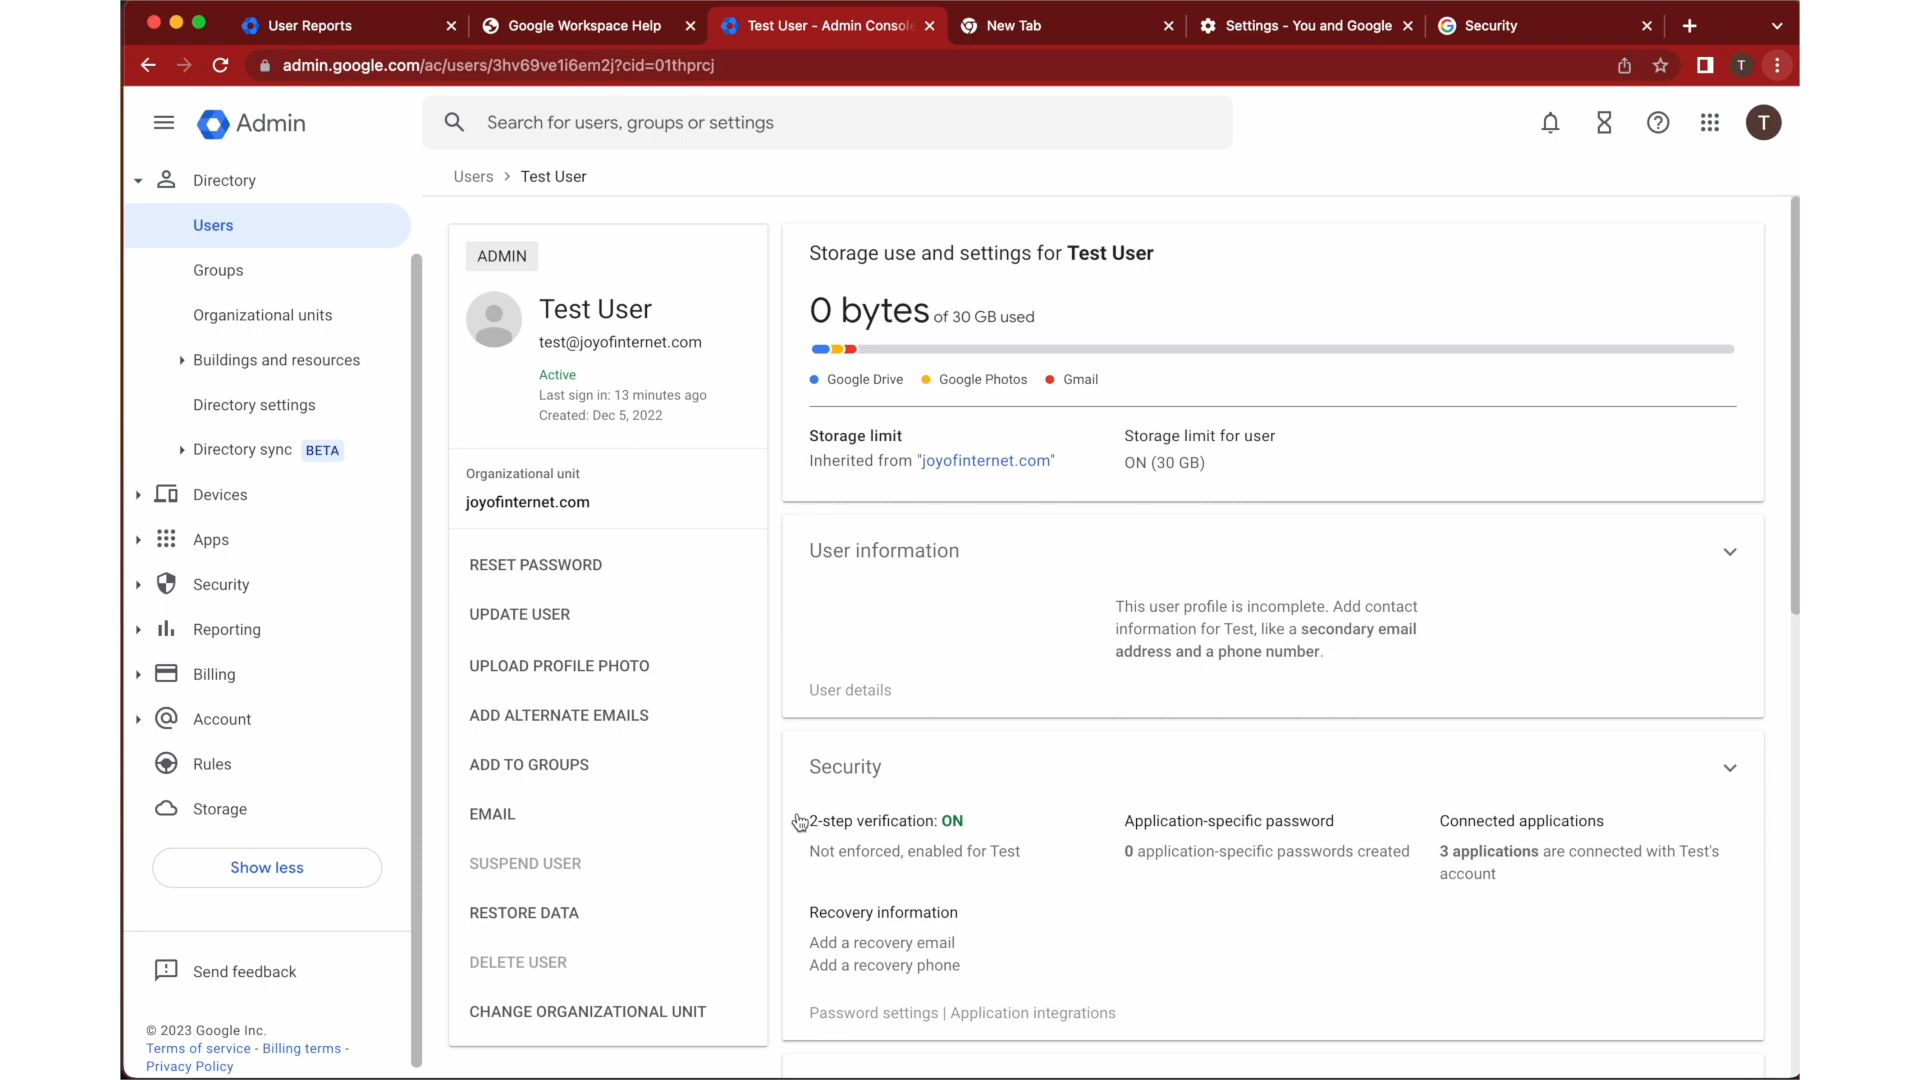 User Reports
Google Workspace Help
Test User - Admin Console
New Tab
Settings - You and Google
Security
admin.google.com/ac/users/3hv69ve1i6em2j?cid=01thprcj
T
Admin
Search for users, groups or settings
T
Directory
Users
Groups
Organizational units
Buildings and resources
Directory settings
Directory sync BETA
Devices
Apps
Security
Reporting
Billing
Account
Rules
Storage
Show less
Send feedback
© 2023 Google Inc.
Terms of service - Billing terms -
Privacy Policy
Users > Test User
ADMIN
Test User
test@joyofinternet.com
Active
Last sign in: 13 minutes ago
Created: Dec 5, 2022
Organizational unit
joyofinternet.com
RESET PASSWORD
UPDATE USER
UPLOAD PROFILE PHOTO
ADD ALTERNATE EMAILS
ADD TO GROUPS
EMAIL
SUSPEND USER
RESTORE DATA
DELETE USER
CHANGE ORGANIZATIONAL UNIT
Storage use and settings for Test User
0 bytes of 30 GB used
Google Drive Google Photos Gmail
Storage limit
Inherited from "joyofinternet.com"
Storage limit for user
ON (30 GB)
User information
This user profile is incomplete. Add contact
information for Test, like a secondary email
address and a phone number.
User details
Security
2-step verification: ON
Not enforced, enabled for Test
Application-specific password
0 application-specific passwords created
Connected applications
3 applications are connected with Test's
account
Recovery information
Add a recovery email
Add a recovery phone
Password settings | Application integrations